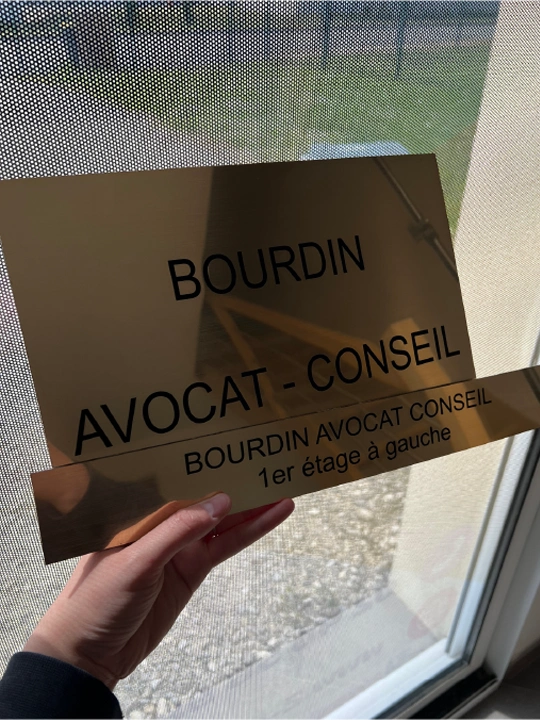 BOURDIN
AVOCAT - CONSEIL
BOURDIN AVOCAT CONSEIL
1er étage à gauche